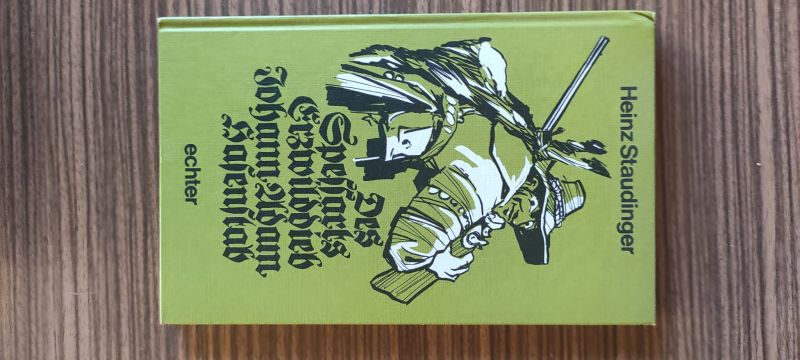 Heinz Staudinger
Des
Spessarts
Erzwilddieb
Johann Adam
Hasenstab
echter